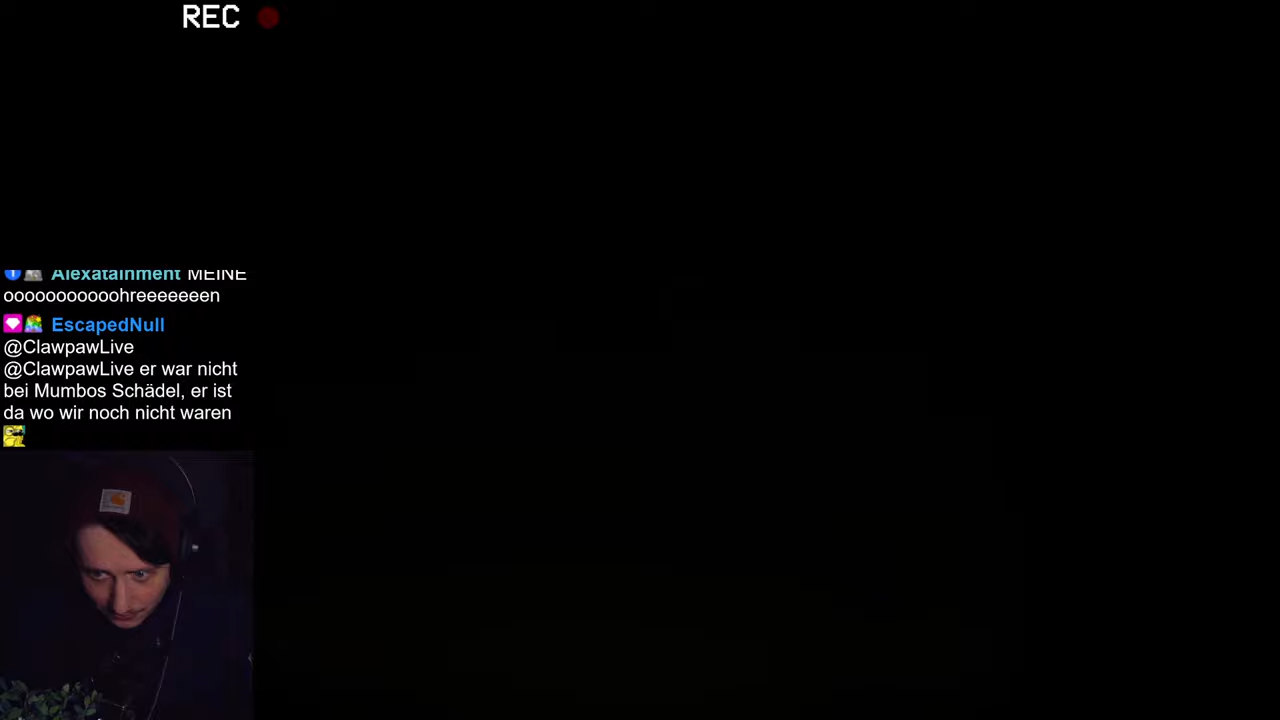 REC
Alexatainment MEINE
ooooooooooohreeeeeeen
EscapedNull
@ClawpawLive
@ClawpawLive er war nicht
bei Mumbos Schädel, er ist
da wo wir noch nicht waren